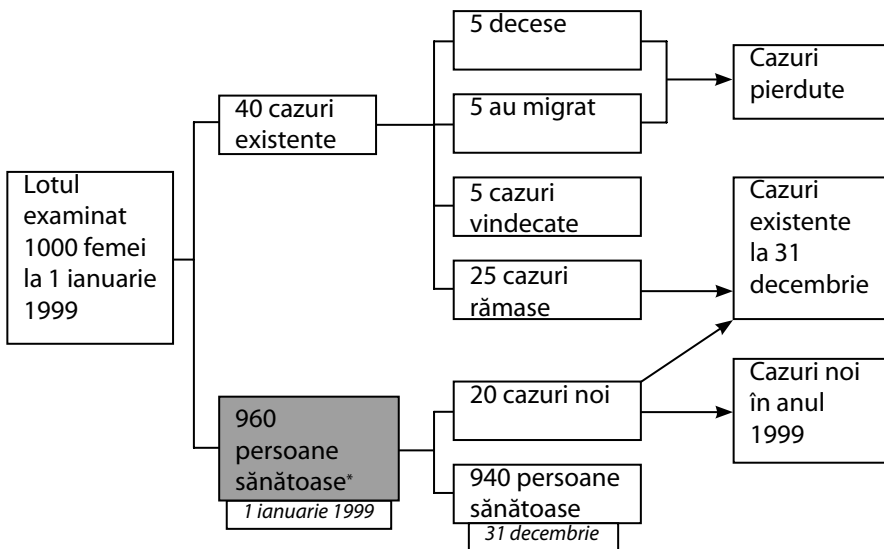 Lotul
examinat
1000 femei
la 1 ianuarie
1999
40 cazuri
existente
960
persoane
sănătoase*
1 ianuarie 1999
5 decese
5 au migrat
5 cazuri
vindecate
25 cazuri
rămase
20 cazuri noi
940 persoane
sănătoase
31 decembrie
Cazuri
pierdute
Cazuri
existente
la 31
decembrie
Cazuri noi
în anul
1999